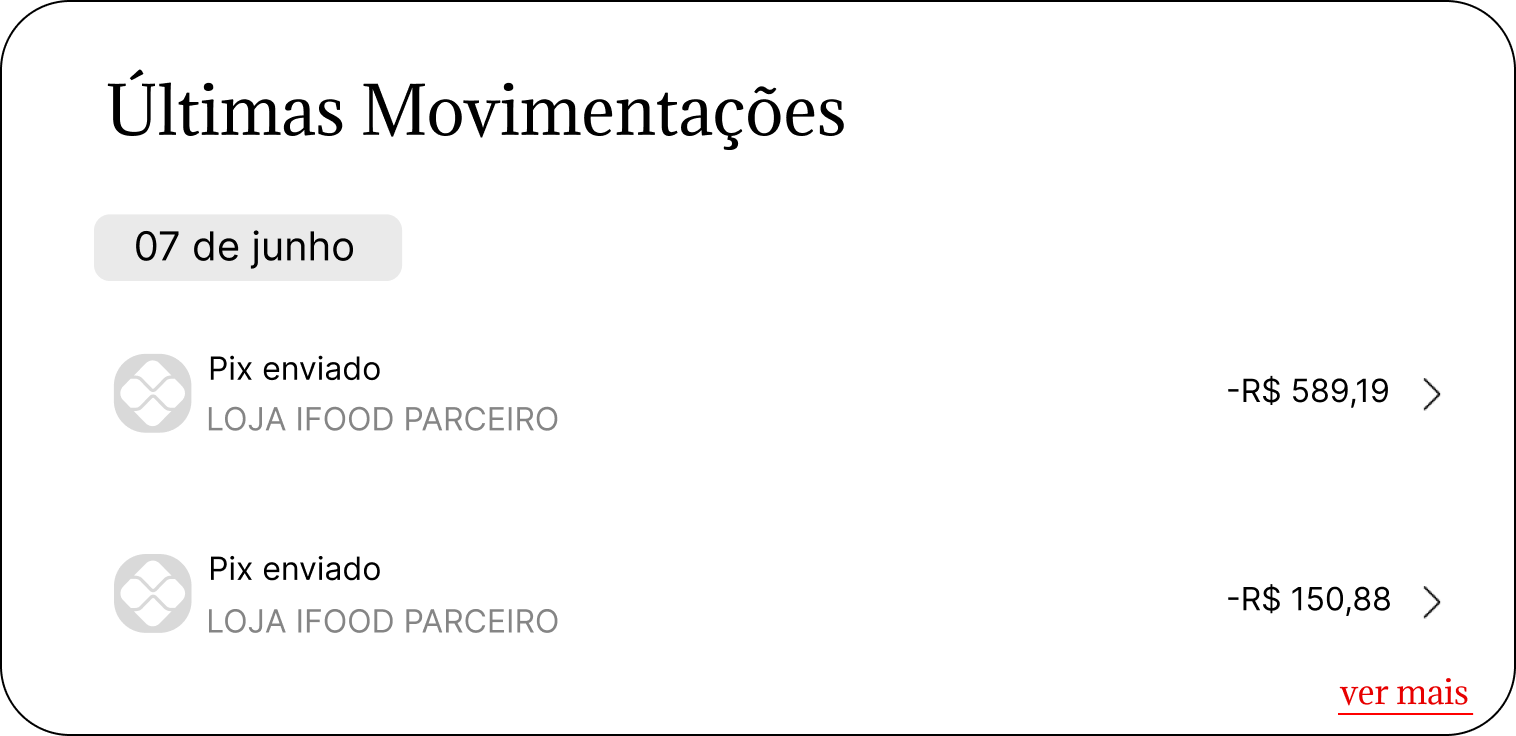 Últimas Movimentações
07 de junho
Pix enviado
LOJA IFOOD PARCEIRO
-R$ 589,19
Pix enviado
LOJA IFOOD PARCEIRO
-R$ 150,88
ver mais